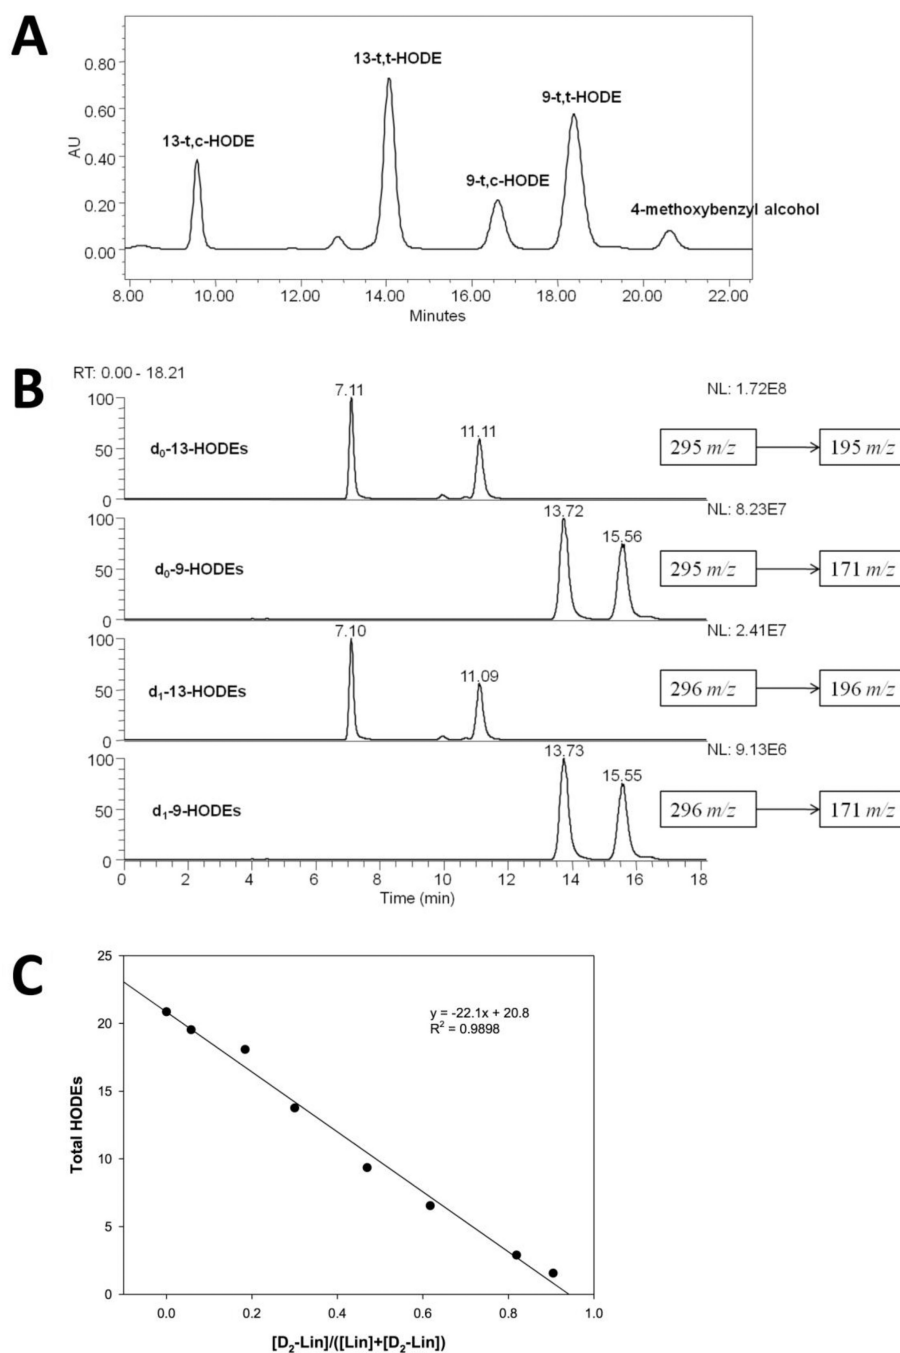 A
13-t,t-HODE
9-t,t-HODE
13-t,c-HODE
9-t,c-HODE
4-methoxybenzyl alcohol
AU
0.80
0.60
0.40
0.20
0.00
8.00 10.00 12.00 14.00 16.00 18.00 20.00 22.00
Minutes
B
RT: 0.00 - 18.21
NL: 1.72E8
7.11
11.11
100
50
0
d₀-13-HODEs
295 m/z
195 m/z
NL: 8.23E7
13.72
15.56
100
50
0
d₀-9-HODEs
295 m/z
171 m/z
NL: 2.41E7
7.10
11.09
100
50
0
d₁-13-HODEs
296 m/z
196 m/z
NL: 9.13E6
13.73
15.55
100
50
0
d₁-9-HODEs
296 m/z
171 m/z
0 2 4 6 8 10 12 14 16 18
Time (min)
C
25
20
15
10
5
0
Total HODEs
y = -22.1x + 20.8
R² = 0.9898
0.0 0.2 0.4 0.6 0.8 1.0
[D₂-Lin]/([Lin]+[D₂-Lin])